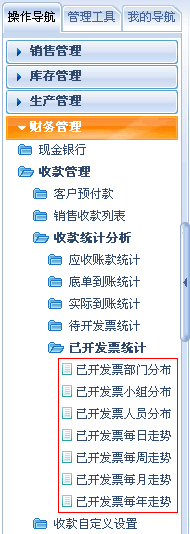 操作导航 管理工具 我的导航
销售管理
库存管理
生产管理
财务管理
现金银行
收款管理
客户预付款
销售收款列表
收款统计分析
应收账款统计
底单到账统计
实际到账统计
待开发票统计
已开发票统计
已开发票部门分布
已开发票小组分布
已开发票人员分布
已开发票每日走势
已开发票每周走势
已开发票每月走势
已开发票每年走势
收款自定义设置